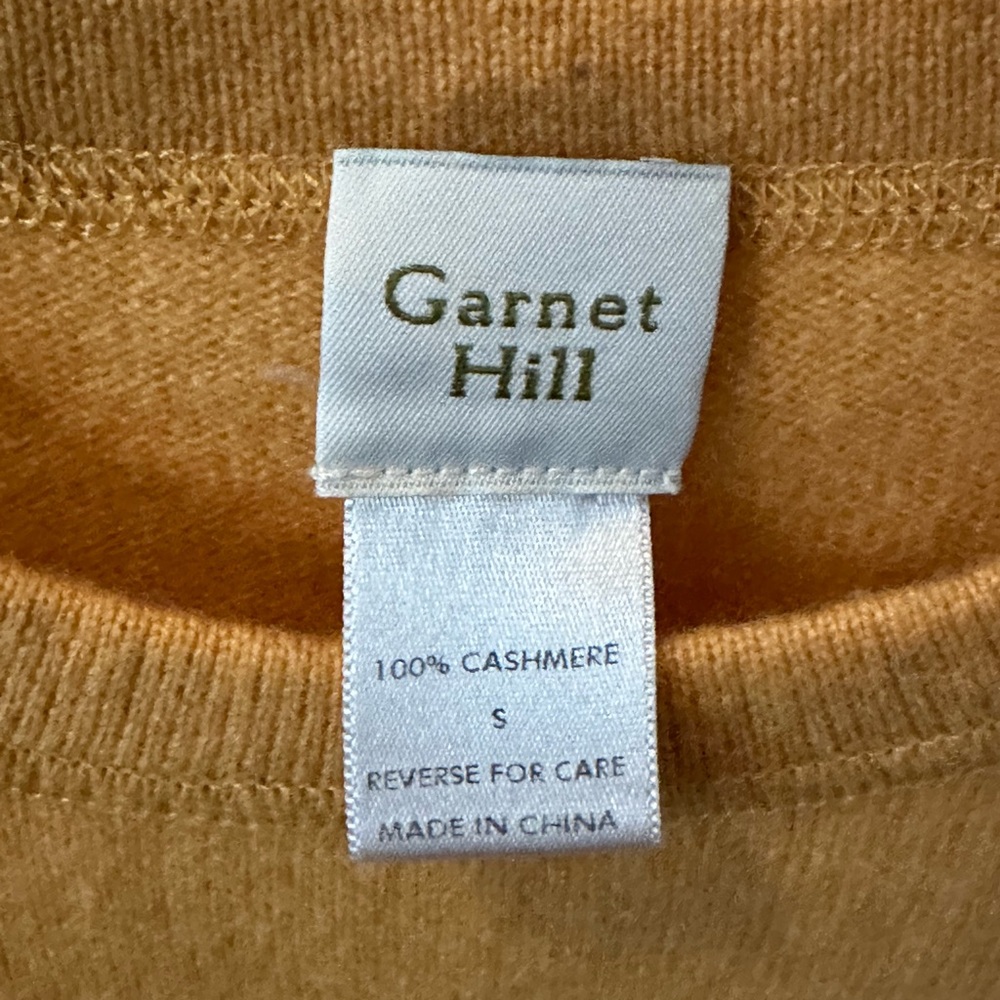 Garnet
Hill
100% CASHMERE
S
REVERSE FOR CARE
MADE IN CHINA